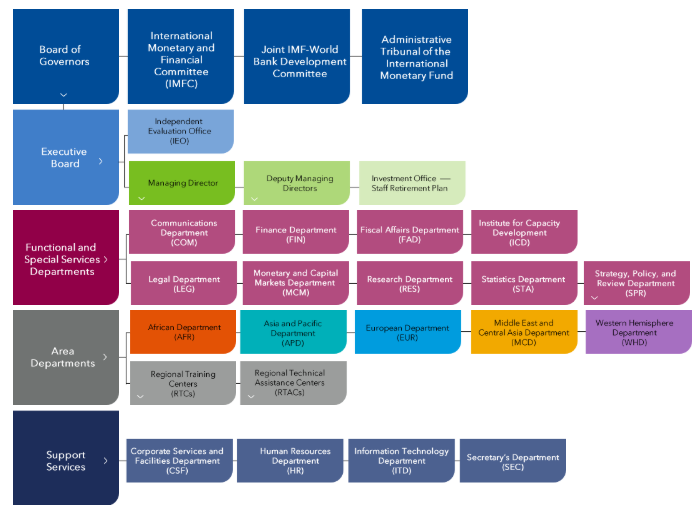 Board of
Governors
International
Monetary and
Financial
Committee
(IMFC)
Joint IMF-World
Bank Development
Committee
Administrative
Tribunal of the
International
Monetary Fund
Executive
Board
Independent
Evaluation Office
(IEO)
Managing Director
Deputy Managing
Directors
Investment Office —
Staff Retirement Plan
Functional and
Special Services
Departments
Communications
Department
(COM)
Finance Department
(FIN)
Fiscal Affairs Department
(FAD)
Institute for Capacity
Development
(ICD)
Legal Department
(LEG)
Monetary and Capital
Markets Department
(MCM)
Research Department
(RES)
Statistics Department
(STA)
Strategy, Policy, and
Review Department
(SPR)
Area
Departments
African Department
(AFR)
Asia and Pacific
Department
(APD)
European Department
(EUR)
Middle East and
Central Asia Department
(MCD)
Western Hemisphere
Department
(WHD)
Regional Training
Centers
(RTCs)
Regional Technical
Assistance Centers
(RTACs)
Support
Services
Corporate Services and
Facilities Department
(CSF)
Human Resources
Department
(HR)
Information Technology
Department
(ITD)
Secretary's Department
(SEC)